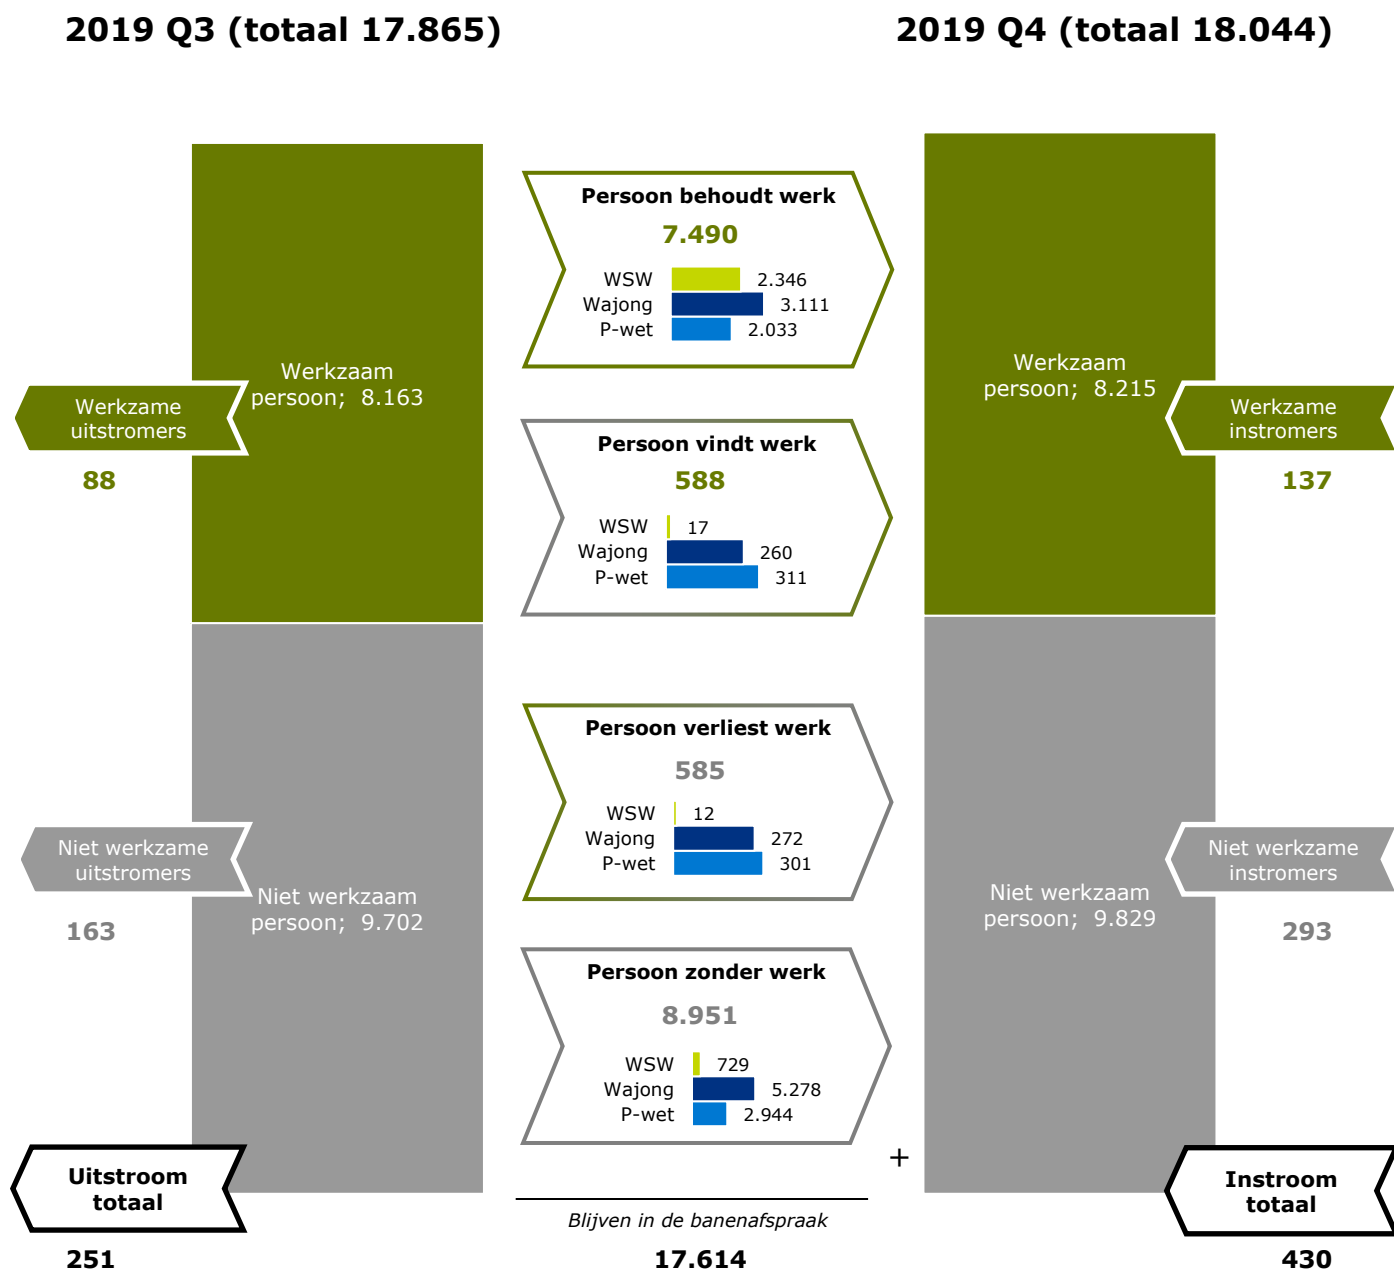 2019 Q3 (totaal 17.865)
2019 Q4 (totaal 18.044)
Werkzaam
persoon; 8.163
Werkzame
uitstromers
88
Niet werkzame
uitstromers
163
Niet werkzaam
persoon; 9.702
Uitstroom
totaal
251
Persoon behoudt werk
7.490
WSW 2.346
Wajong 3.111
P-wet 2.033
Persoon vindt werk
588
WSW 17
Wajong 260
P-wet 311
Persoon verliest werk
585
WSW 12
Wajong 272
P-wet 301
Persoon zonder werk
8.951
WSW 729
Wajong 5.278
P-wet 2.944
+
Blijven in de banenafspraak
17.614
Werkzaam
persoon; 8.215
Werkzame
instromers
137
Niet werkzaam
persoon; 9.829
Niet werkzame
instromers
293
Instroom
totaal
430